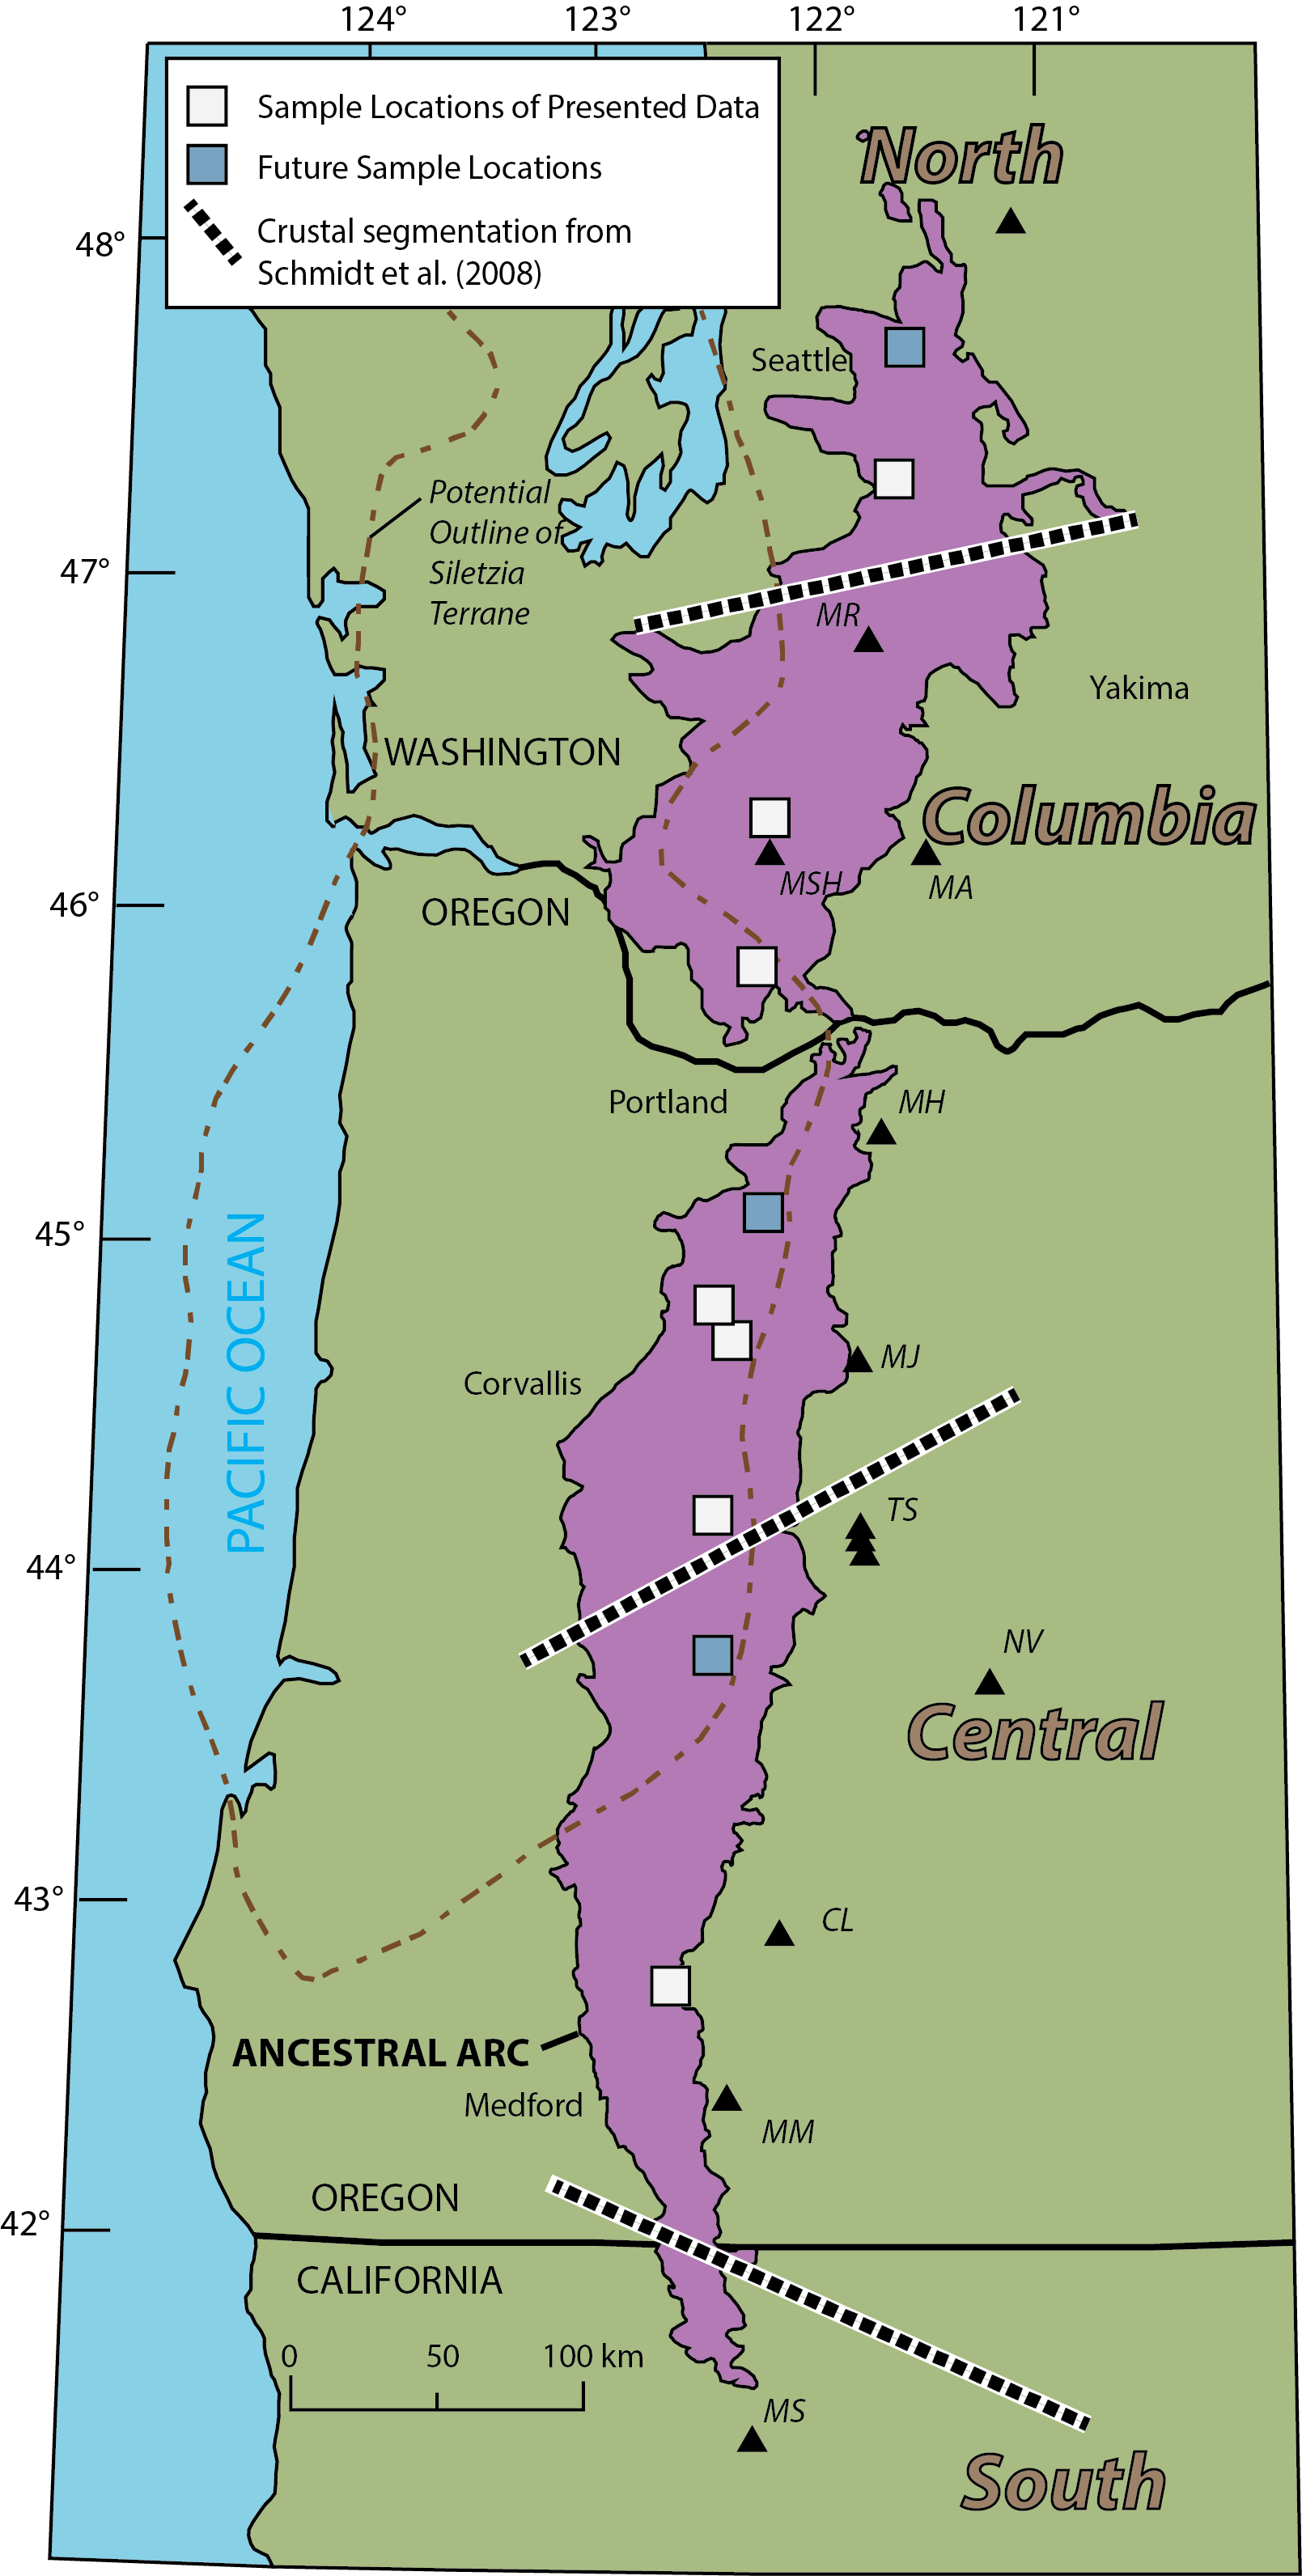 124°
123°
122°
121°
Sample Locations of Presented Data
Future Sample Locations
Crustal segmentation from
Schmidt et al. (2008)
North
48°
Seattle
Potential
Outline of
Siletzia
Terrane
47°
MR
Yakima
WASHINGTON
Columbia
MSH
MA
46°
OREGON
Portland
MH
45°
PACIFIC OCEAN
MJ
Corvallis
TS
44°
NV
Central
43°
CL
ANCESTRAL ARC
Medford
MM
OREGON
42°
CALIFORNIA
0
50
100 km
MS
South